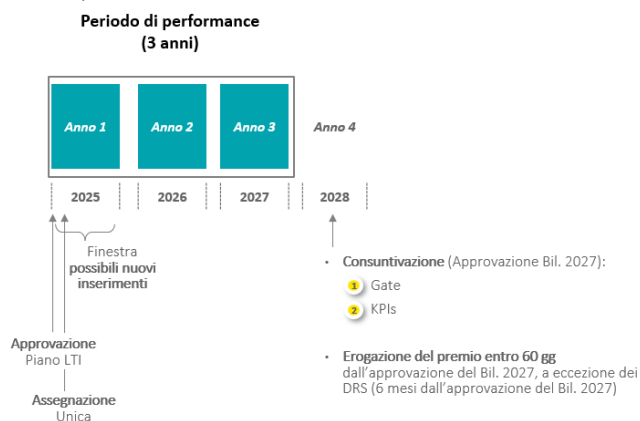 Periodo di performance
(3 anni)
Anno 1
Anno 2
Anno 3
Anno 4
2025
2026
2027
2028
Finestra
possibili nuovi
inserimenti
Approvazione
Piano LTI
Assegnazione
Unica
• Consuntivazione (Approvazione Bil. 2027):
1 Gate
2 KPIs
• Erogazione del premio entro 60 gg
dall'approvazione del Bil. 2027, a eccezione dei
DRS (6 mesi dall'approvazione del Bil. 2027)